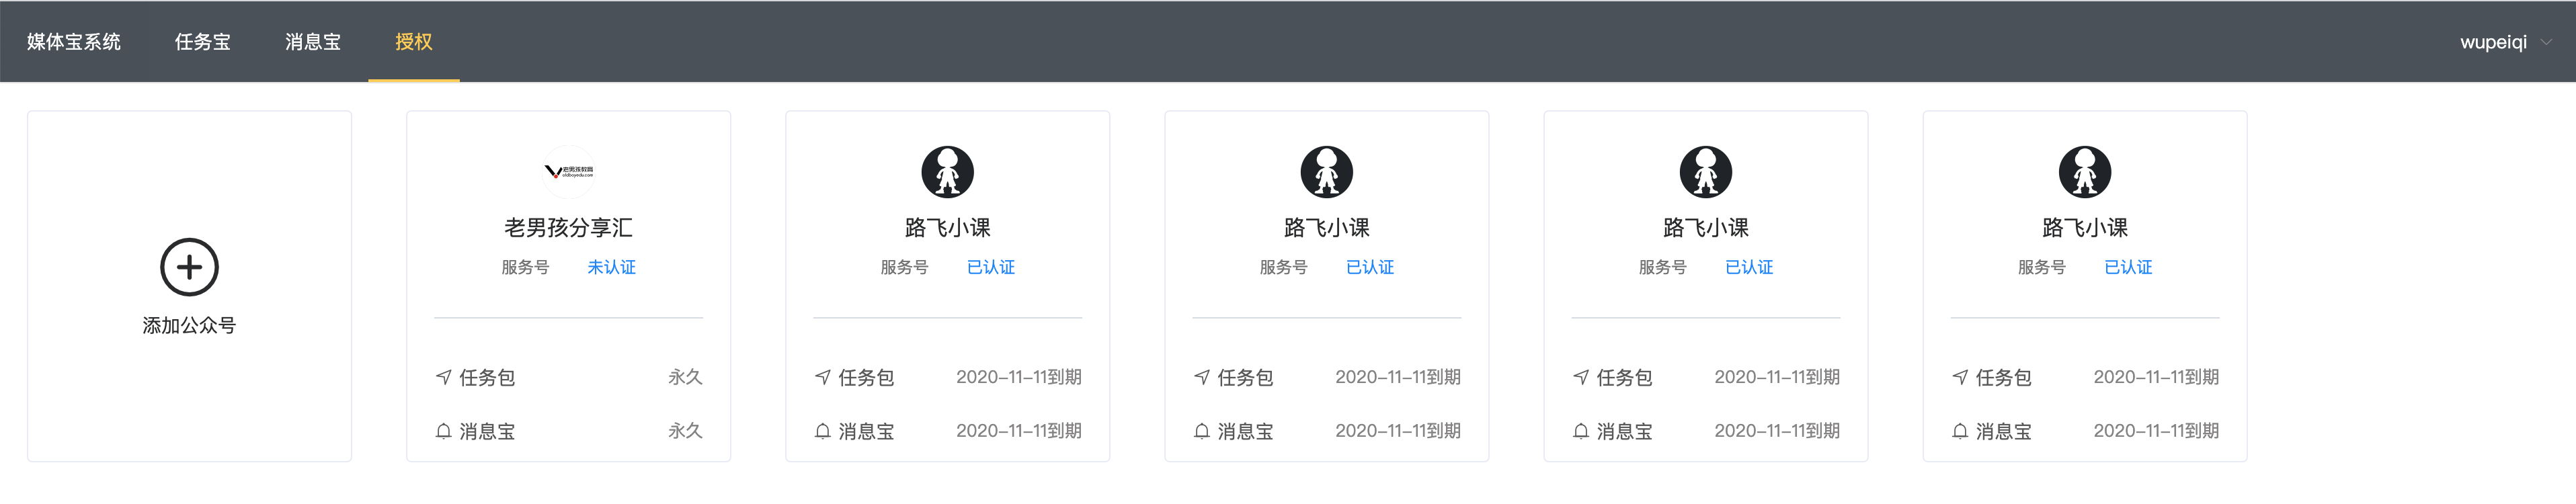 媒体宝系统 任务宝 消息宝 授权 wupeiqi
添加公众号
老男孩教育
oldboyedu.com
老男孩分享汇
服务号 未认证
任务包 永久
消息宝 永久
路飞小课
服务号 已认证
任务包 2020-11-11到期
消息宝 2020-11-11到期
路飞小课
服务号 已认证
任务包 2020-11-11到期
消息宝 2020-11-11到期
路飞小课
服务号 已认证
任务包 2020-11-11到期
消息宝 2020-11-11到期
路飞小课
服务号 已认证
任务包 2020-11-11到期
消息宝 2020-11-11到期